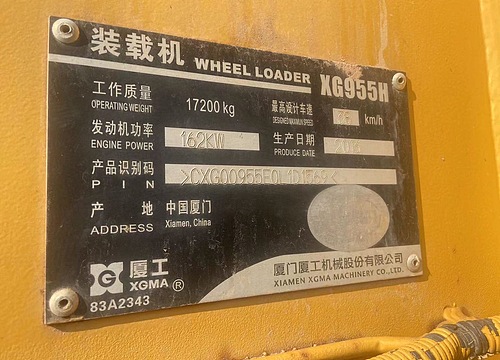 装载机 WHEEL LOADER XG955H
工作质量 17200 kg 最高设计车速 km/h
OPERATING WEIGHT DESIGNED MAXIMUM SPEED
发动机功率 162KW 生产日期
ENGINE POWER PRODUCE DATE
产品识别码
PIN
产地 中国厦门
ADDRESS Xiamen, China
厦工
XGMA ®
83A2343
厦门厦工机械股份有限公司
XIAMEN XGMA MACHINERY CO.,LTD.